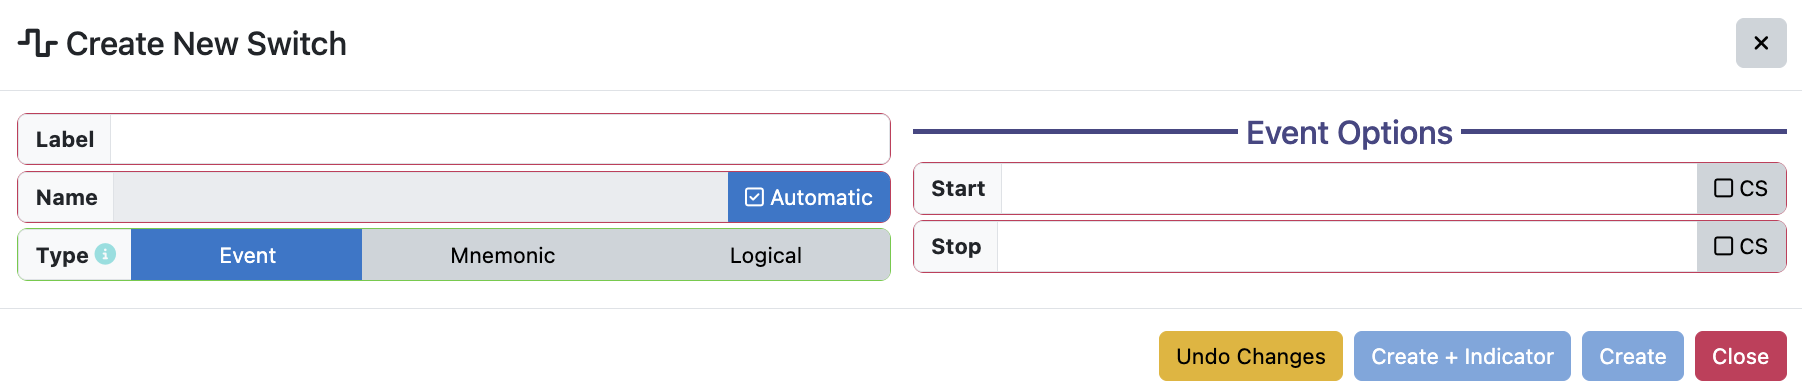 Create New Switch
Label
Name
Automatic
Type
Event
Mnemonic
Logical
Event Options
Start
CS
Stop
CS
Undo Changes
Create + Indicator
Create
Close